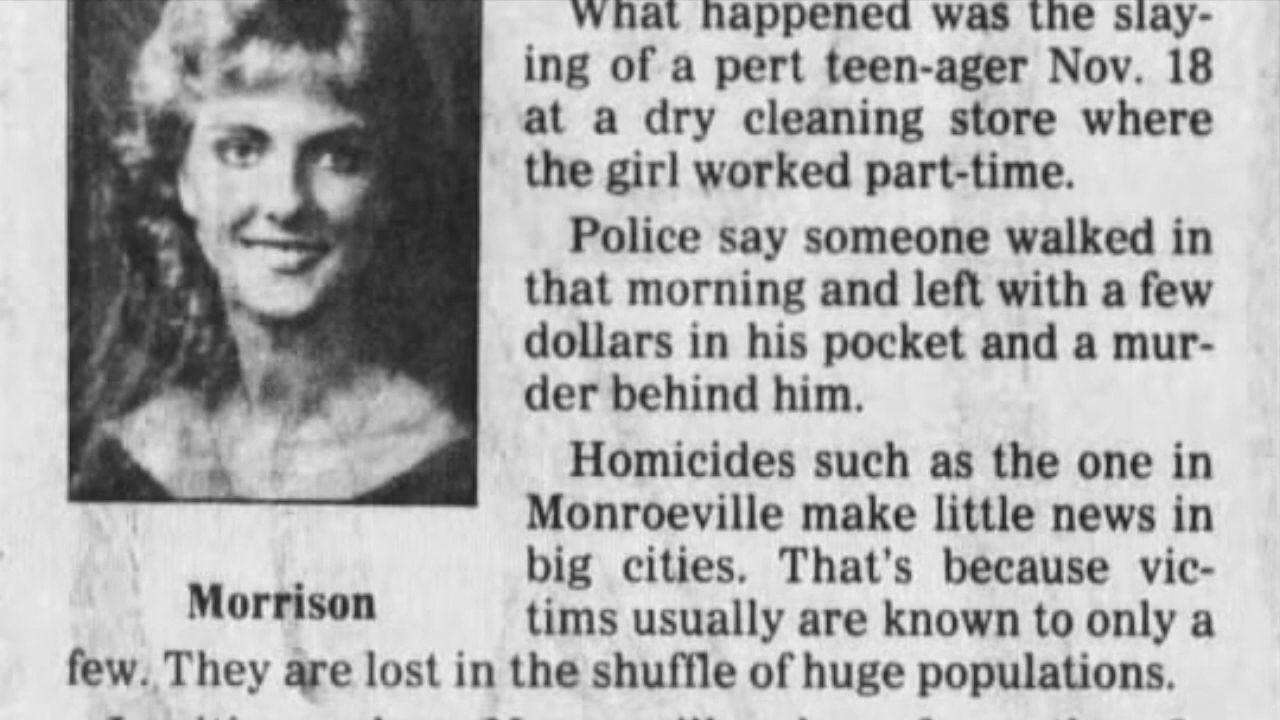 What happened was the slay-
ing of a pert teen-ager Nov. 18
at a dry cleaning store where
the girl worked part-time.
Police say someone walked in
that morning and left with a few
dollars in his pocket and a mur-
der behind him.
Homicides such as the one in
Monroeville make little news in
big cities. That's because vic-
tims usually are known to only a
few. They are lost in the shuffle of huge populations.
Morrison